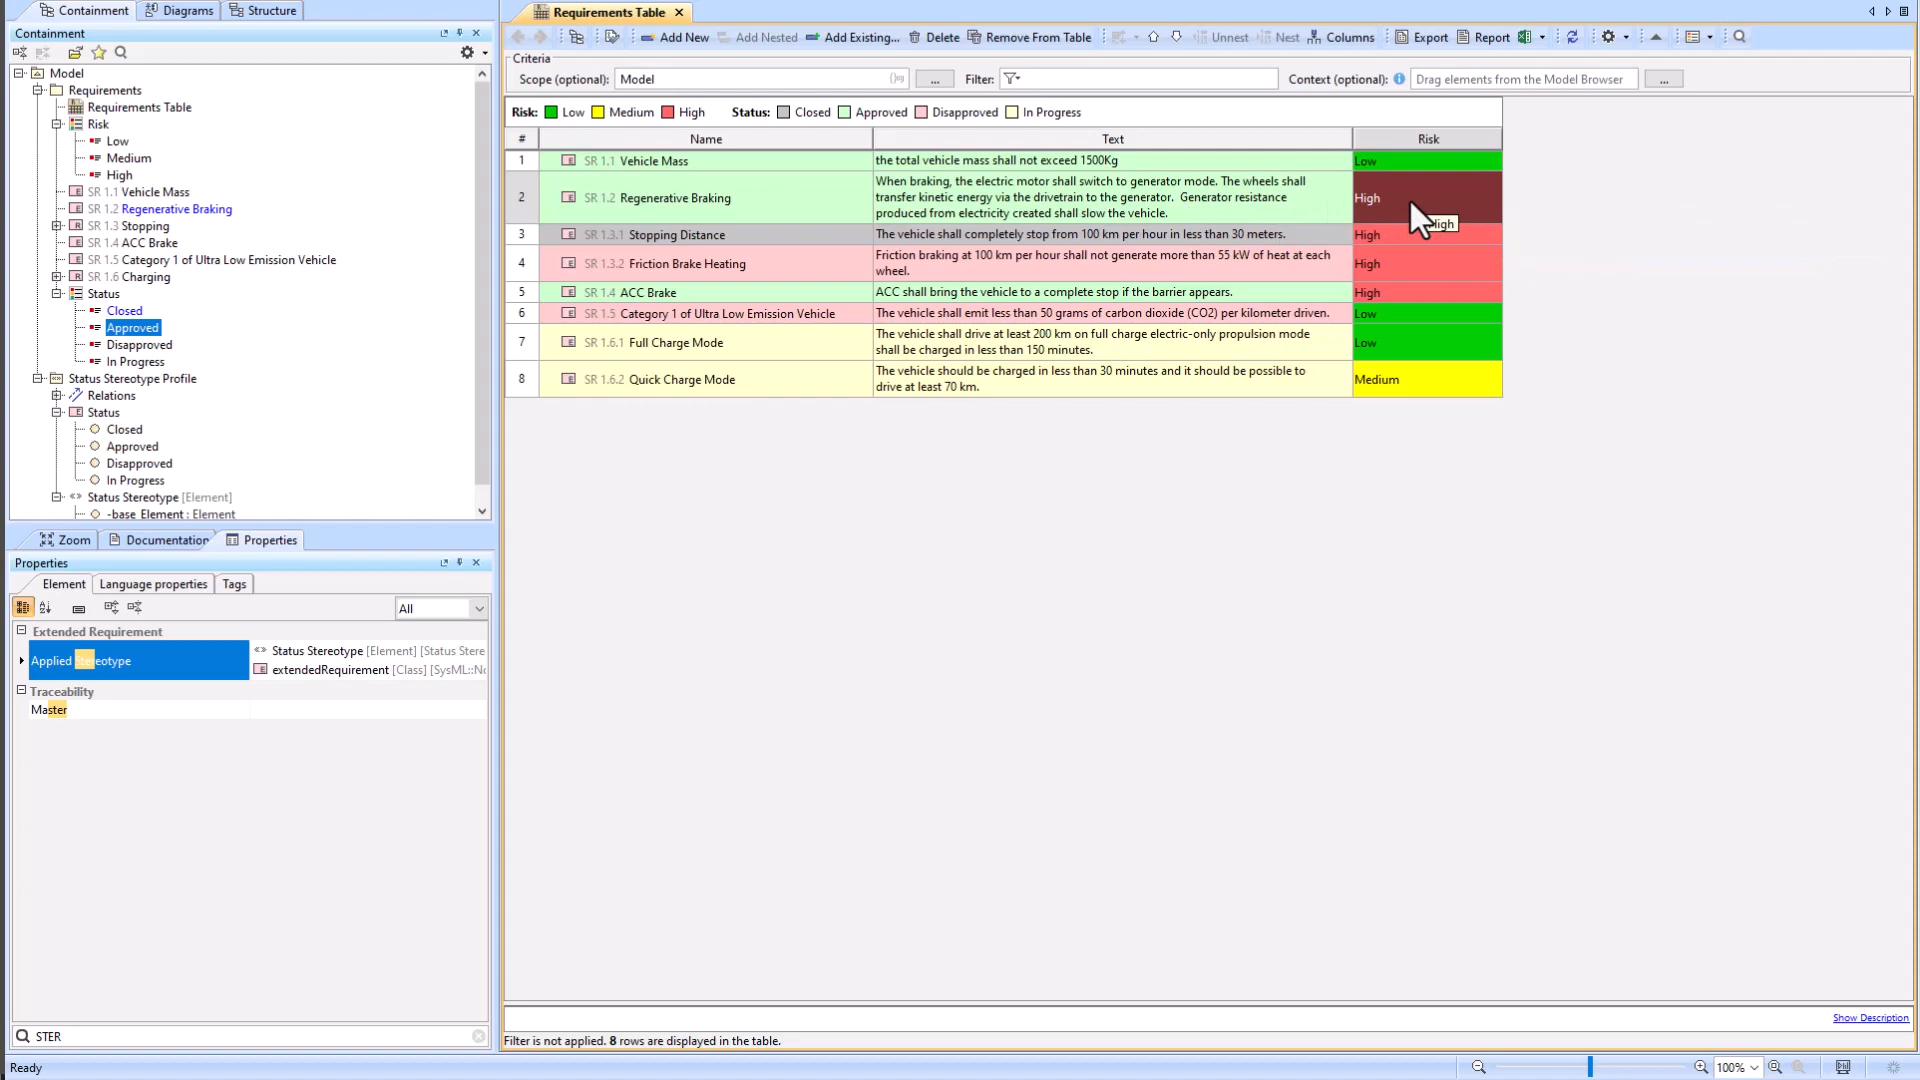 Containment
Diagrams
Structure
Containment
Model
Requirements
Requirements Table
Risk
Low
Medium
High
SR 1.1 Vehicle Mass
SR 1.2 Regenerative Braking
SR 1.3 Stopping
SR 1.4 ACC Brake
SR 1.5 Category 1 of Ultra Low Emission Vehicle
SR 1.6 Charging
Status
Closed
Approved
Disapproved
In Progress
Status Stereotype Profile
Relations
Status
Closed
Approved
Disapproved
In Progress
Status Stereotype [Element]
-base Element : Element
Zoom
Documentation
Properties
Properties
Element
Language properties
Tags
All
Extended Requirement
Applied Stereotype
Status Stereotype [Element] [Status Stere
extendedRequirement [Class] [SysML::No
Traceability
Master
STER
Ready
Requirements Table
Add New
Add Nested
Add Existing...
Delete
Remove From Table
Unnest
Nest
Columns
Export
Report
Criteria
Scope (optional):
Model
...
Filter:
Context (optional):
Drag elements from the Model Browser
...
Risk: Low Medium High Status: Closed Approved Disapproved In Progress
# Name Text Risk
1 SR 1.1 Vehicle Mass the total vehicle mass shall not exceed 1500Kg Low
2 SR 1.2 Regenerative Braking
When braking, the electric motor shall switch to generator mode. The wheels shall
transfer kinetic energy via the drivetrain to the generator. Generator resistance
produced from electricity created shall slow the vehicle.
High
High
3 SR 1.3.1 Stopping Distance The vehicle shall completely stop from 100 km per hour in less than 30 meters. High
4 SR 1.3.2 Friction Brake Heating
Friction braking at 100 km per hour shall not generate more than 55 kW of heat at each
wheel.
High
5 SR 1.4 ACC Brake ACC shall bring the vehicle to a complete stop if the barrier appears. High
6 SR 1.5 Category 1 of Ultra Low Emission Vehicle The vehicle shall emit less than 50 grams of carbon dioxide (CO2) per kilometer driven. Low
7 SR 1.6.1 Full Charge Mode
The vehicle shall drive at least 200 km on full charge electric-only propulsion mode
shall be charged in less than 150 minutes.
Low
8 SR 1.6.2 Quick Charge Mode
The vehicle should be charged in less than 30 minutes and it should be possible to
drive at least 70 km.
Medium
Show Description
Filter is not applied. 8 rows are displayed in the table.
100%